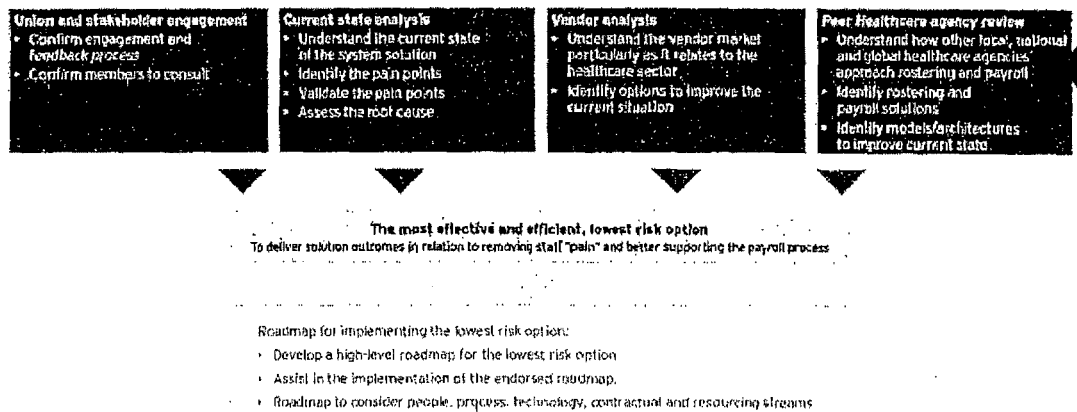 Union and stakeholder engagement
• Confirm engagement and
feedback process
• Confirm members to consult
Current state analysis
• Understand the current state
of the system solution
• Identify the pain points
• Validate the pain points
• Assess the root cause
Vendor analysis
• Understand the vendor market
particularly as it relates to the
healthcare sector
• Identify options to improve the
current situation
Peer Healthcare agency review
• Understand how other local, national
and global healthcare agencies'
approach rostering and payroll
• Identify rostering and
payroll solutions
• Identify models/architectures
to improve current state
The most effective and efficient, lowest risk option
To deliver solution outcomes in relation to removing staff "pain" and better supporting the payroll process
Roadmap for implementing the lowest risk option:
• Develop a high-level roadmap for the lowest risk option
• Assist in the implementation of the endorsed roadmap.
• Roadmap to consider people, process, technology, contractual and resourcing streams